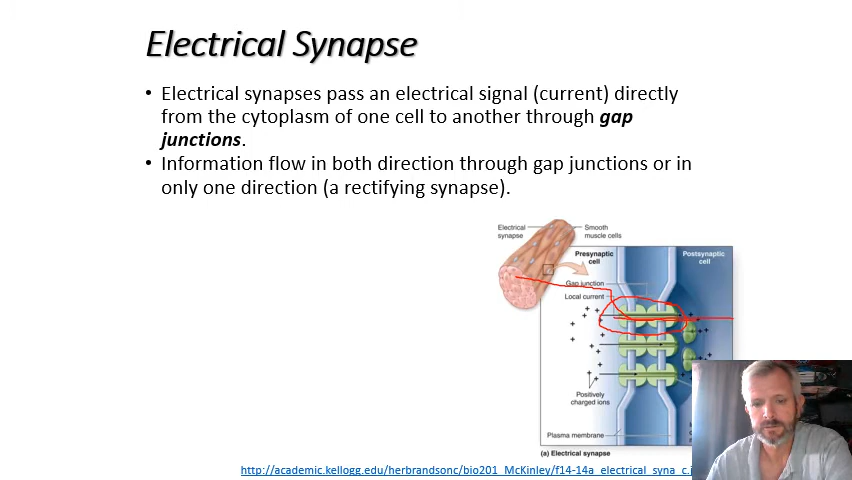 Electrical Synapse
• Electrical synapses pass an electrical signal (current) directly
from the cytoplasm of one cell to another through gap
junctions.
• Information flow in both direction through gap junctions or in
only one direction (a rectifying synapse).
Electrical
synapse
Smooth
muscle cells
Presynaptic
cell
Postsynaptic
cell
Gap junction
Local current
Positively
charged ions
Plasma membrane
(a) Electrical synapse
http://academic.kellogg.edu/herbrandsonc/bio201_McKinley/f14-14a_electrical_syna_c.j